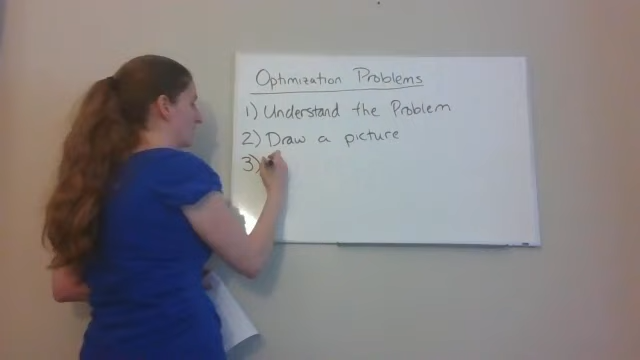 Optimization Problems
1) Understand the Problem
2) Draw a picture
3)